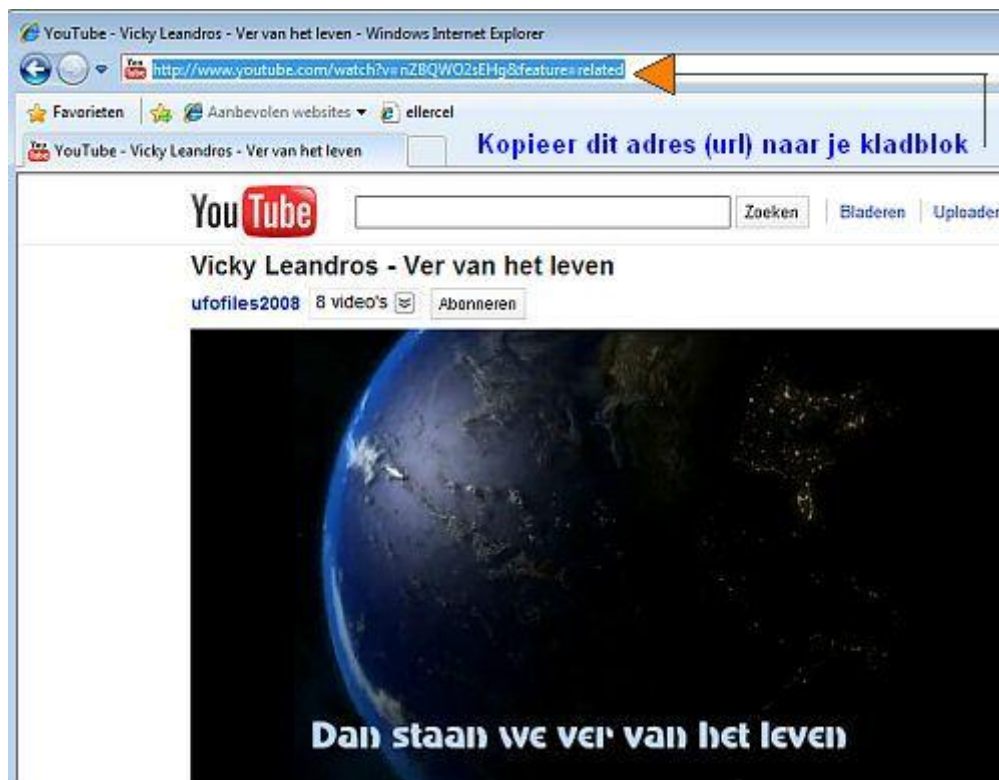 YouTube - Vicky Leandros - Ver van het leven - Windows Internet Explorer
http://www.youtube.com/watch?v=nZBQWO2sEHg&feature=related
Favorieten Aanbevolen websites ellercel
YouTube - Vicky Leandros - Ver van het leven
Kopieer dit adres (url) naar je kladblok
YouTube Zoeken Bladeren Uploaden
Vicky Leandros - Ver van het leven
ufofiles2008 8 video's Abonneren
Dan staan we ver van het leven